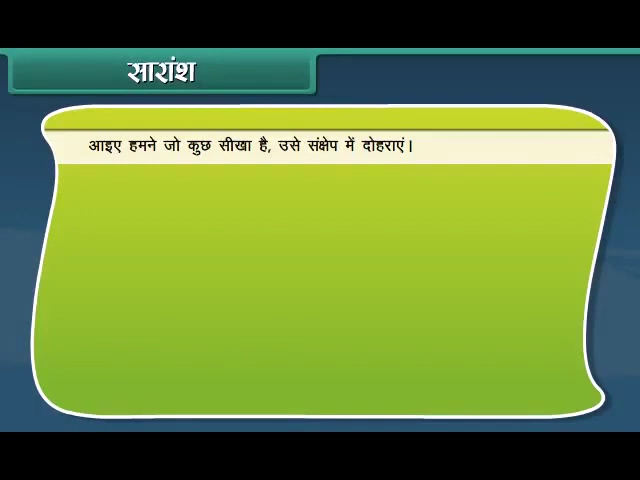 सारांश
आइए हमने जो कुछ सीखा है, उसे संक्षेप में दोहराएं।